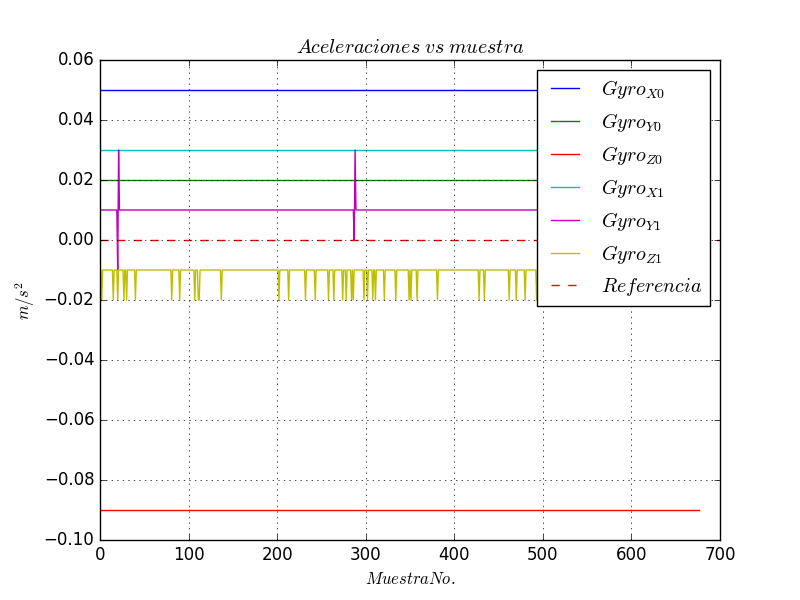 Aceleraciones vs muestra
0.06
0.04
0.02
0.00
−0.02
−0.04
−0.06
−0.08
−0.10
m/s²
0 100 200 300 400 500 600 700
MuestraNo.
Gyro_X0
Gyro_Y0
Gyro_Z0
Gyro_X1
Gyro_Y1
Gyro_Z1
Referencia